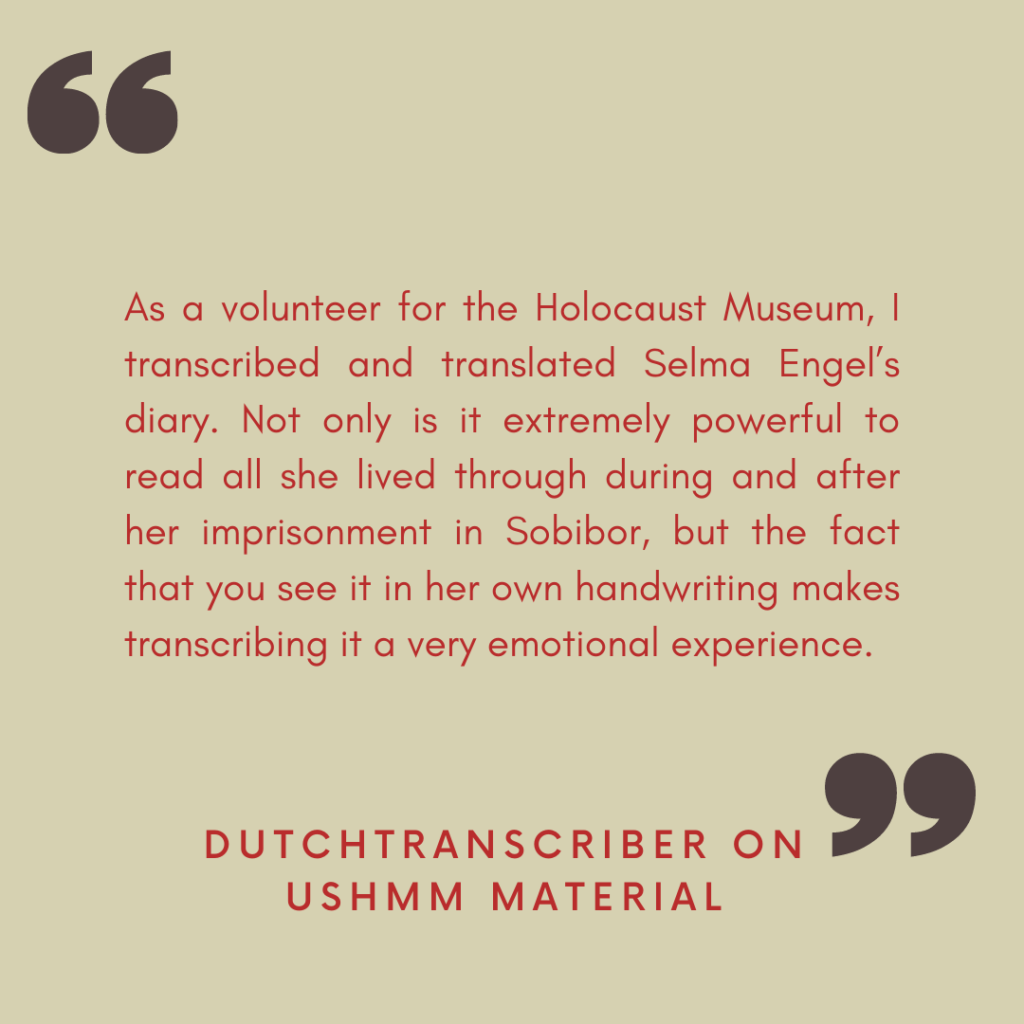 “
As a volunteer for the Holocaust Museum, I
transcribed and translated Selma Engel’s
diary. Not only is it extremely powerful to
read all she lived through during and after
her imprisonment in Sobibor, but the fact
that you see it in her own handwriting makes
transcribing it a very emotional experience.
”
DUTCHTRANSCRIBER ON
USHMM MATERIAL